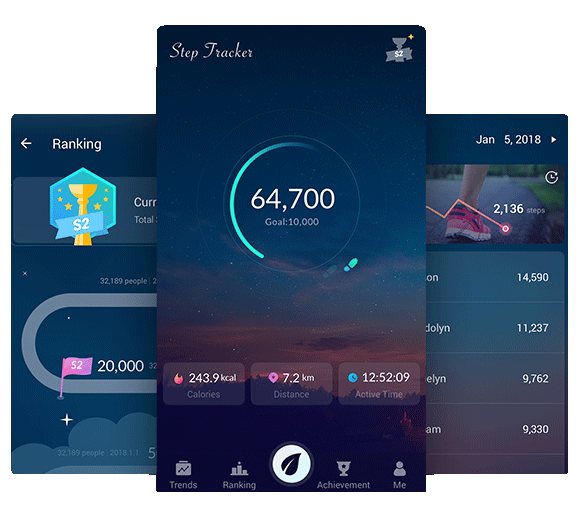 Step Tracker
S2
64,700
Goal:10,000
243.9 kcal
Calories
7.2 km
Distance
12:52:09
Active Time
Trends
Ranking
Achievement
Me
Ranking
S2
Curr
Total
32,189 people
S2
20,000
32
32,189 people | 2018.1.1
Jan 5, 2018
2,136 steps
on
14,590
dolyn
11,237
elyn
9,762
am
9,330